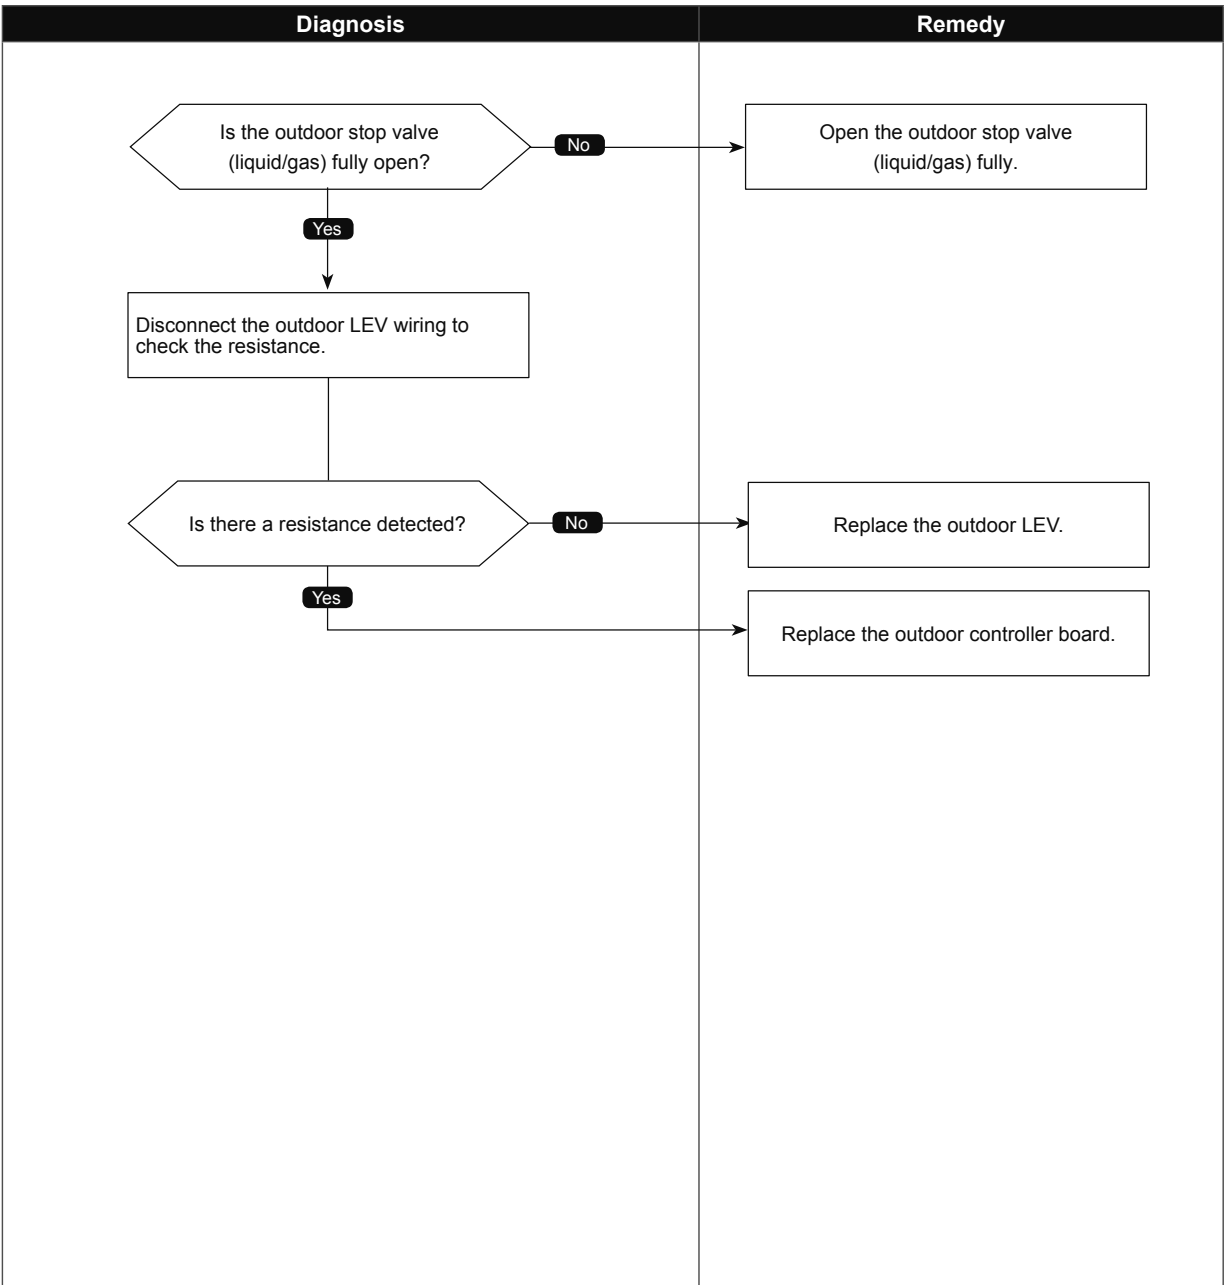 Diagnosis
Remedy
Is the outdoor stop valve
(liquid/gas) fully open?
No
Open the outdoor stop valve
(liquid/gas) fully.
Yes
Disconnect the outdoor LEV wiring to
check the resistance.
Is there a resistance detected?
No
Replace the outdoor LEV.
Yes
Replace the outdoor controller board.